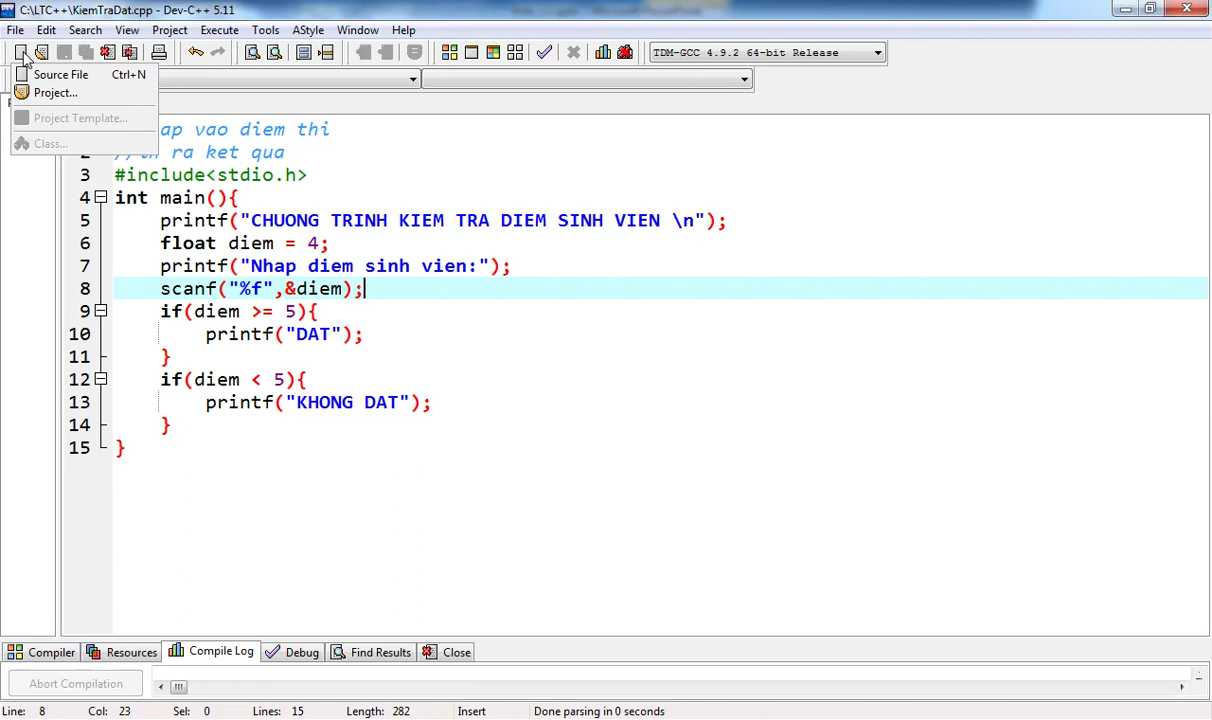 C:\LTC++\KiemTraDat.cpp - Dev-C++ 5.11
File Edit Search View Project Execute Tools AStyle Window Help
TDM-GCC 4.9.2 64-bit Release
Source File Ctrl+N
Project...
Project Template...
Class...
ap vao diem thi
ra ket qua
3 #include<stdio.h>
4 int main(){
5 printf("CHUONG TRINH KIEM TRA DIEM SINH VIEN \n");
6 float diem = 4;
7 printf("Nhap diem sinh vien:");
8 scanf("%f",&diem);
9 if(diem >= 5){
10 printf("DAT");
11 }
12 if(diem < 5){
13 printf("KHONG DAT");
14 }
15 }
Compiler Resources Compile Log Debug Find Results Close
Abort Compilation
Line: 8 Col: 23 Sel: 0 Lines: 15 Length: 282 Insert Done parsing in 0 seconds